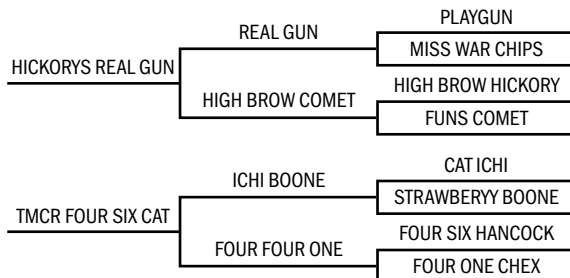 PLAYGUN
REAL GUN
MISS WAR CHIPS
HICKORYS REAL GUN
HIGH BROW HICKORY
HIGH BROW COMET
FUNS COMET
CAT ICHI
ICHI BOONE
STRAWBERYY BOONE
TMCR FOUR SIX CAT
FOUR SIX HANCOCK
FOUR FOUR ONE
FOUR ONE CHEX